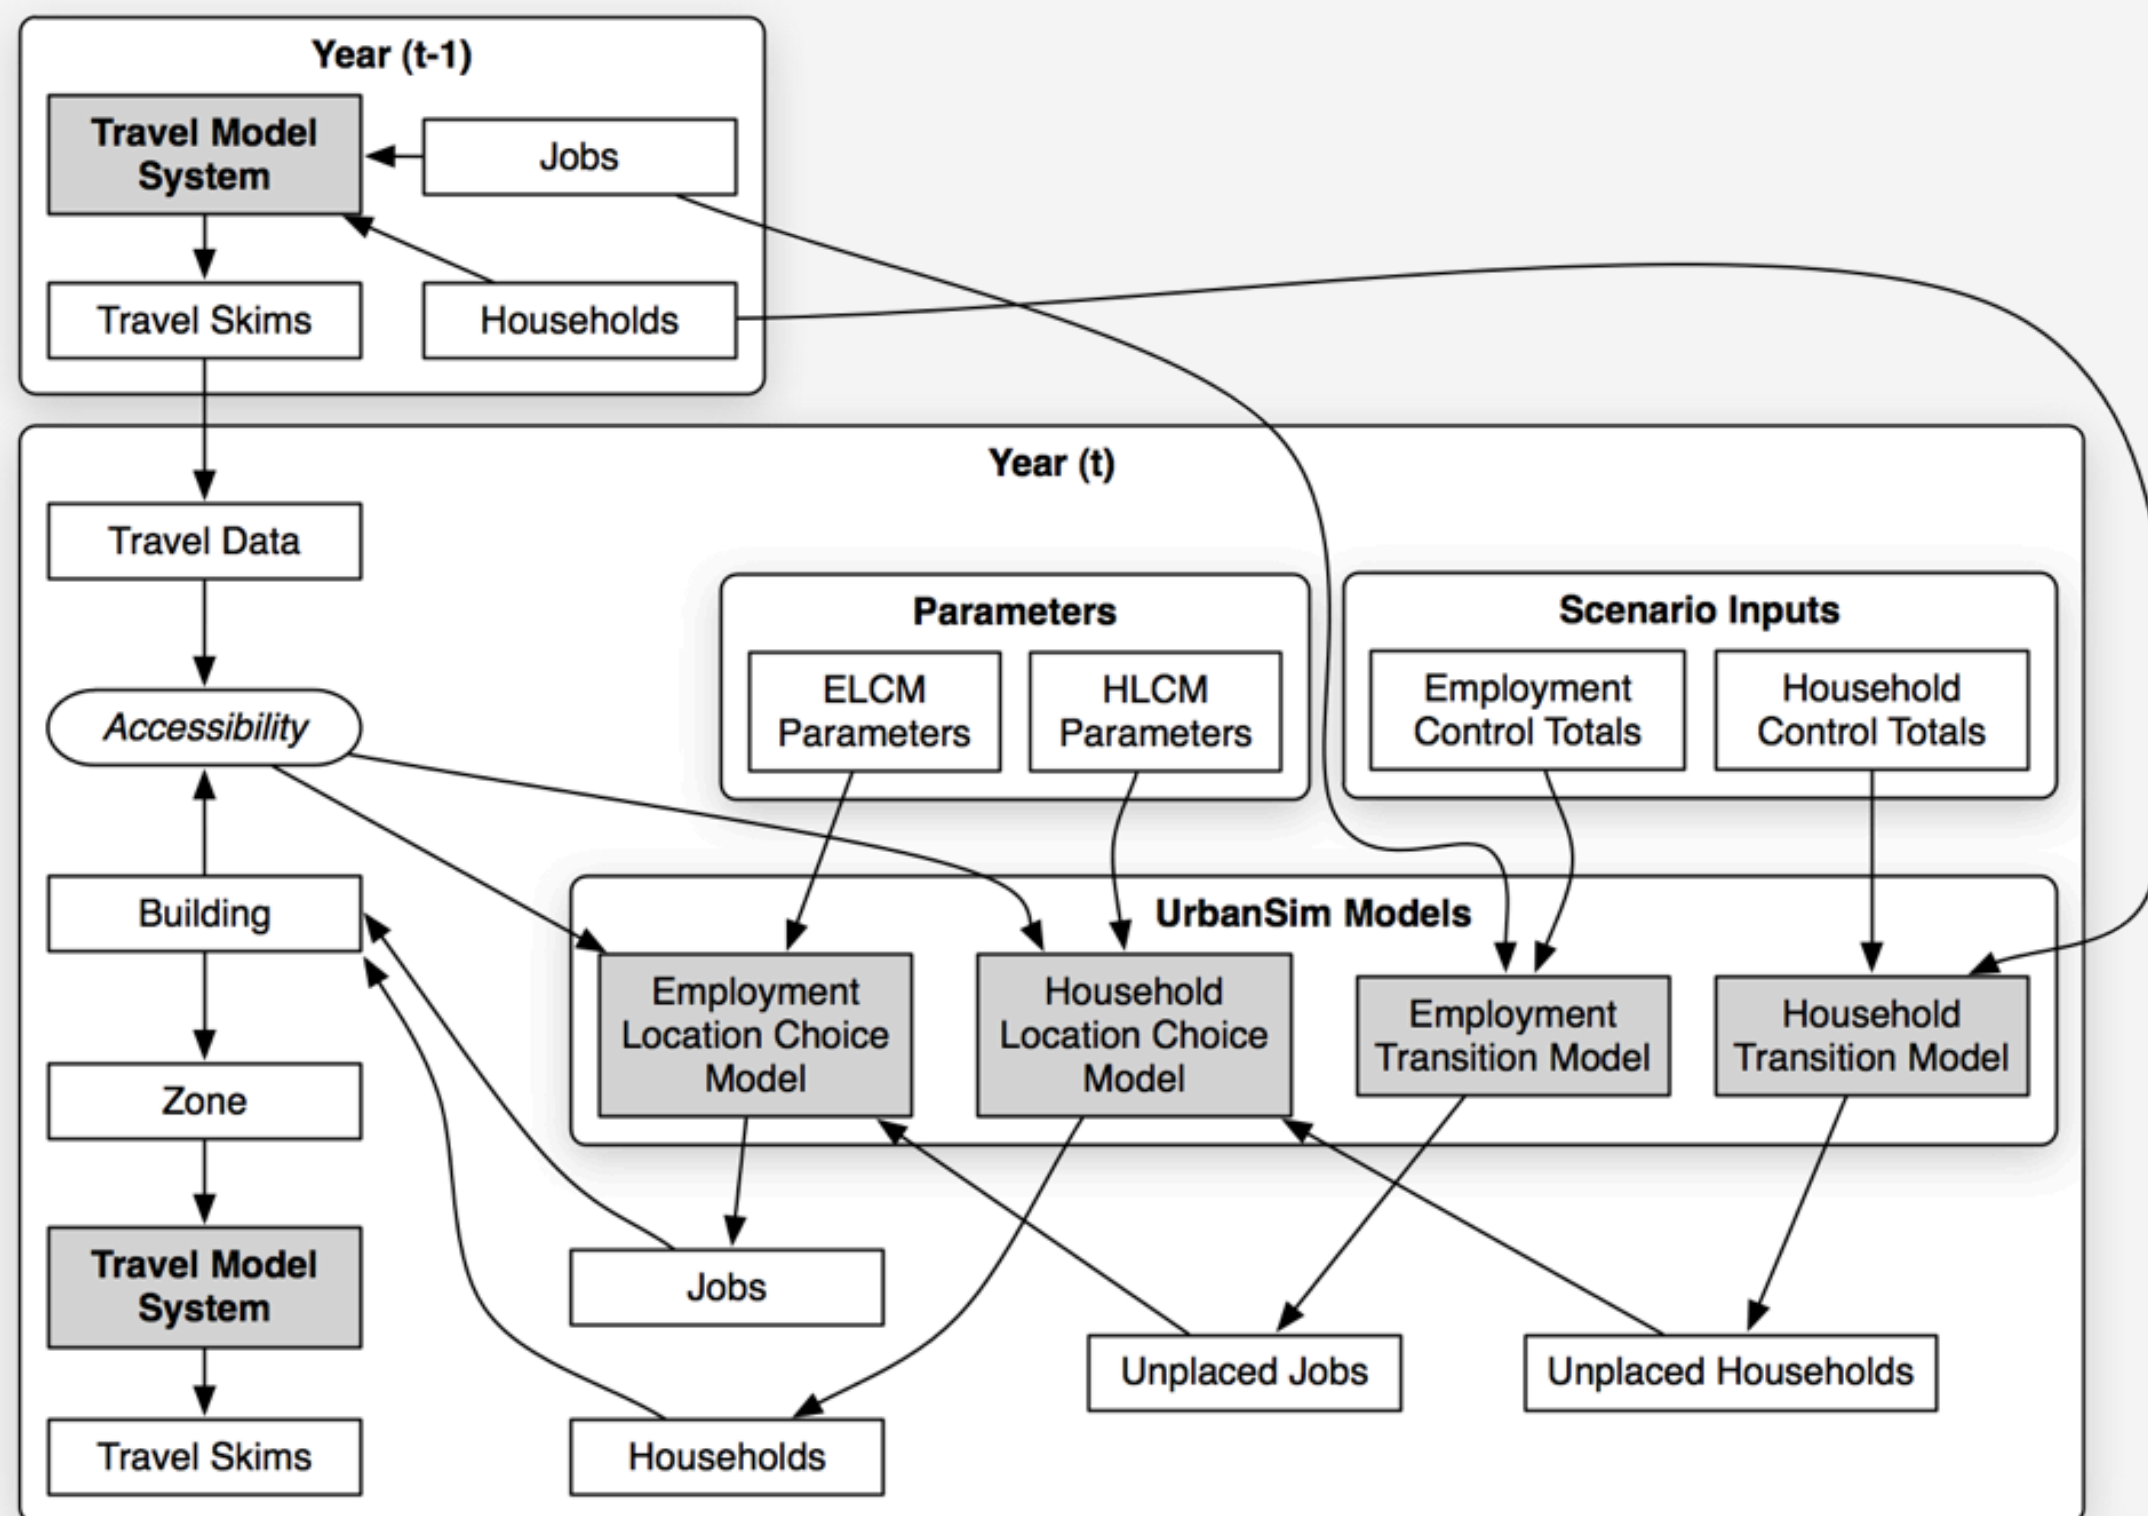 Year (t-1)
Travel Model
System
Jobs
Travel Skims
Households
Year (t)
Travel Data
Parameters
ELCM
Parameters
HLCM
Parameters
Scenario Inputs
Employment
Control Totals
Household
Control Totals
Accessibility
Building
UrbanSim Models
Employment
Location Choice
Model
Household
Location Choice
Model
Employment
Transition Model
Household
Transition Model
Zone
Travel Model
System
Jobs
Unplaced Jobs
Unplaced Households
Travel Skims
Households